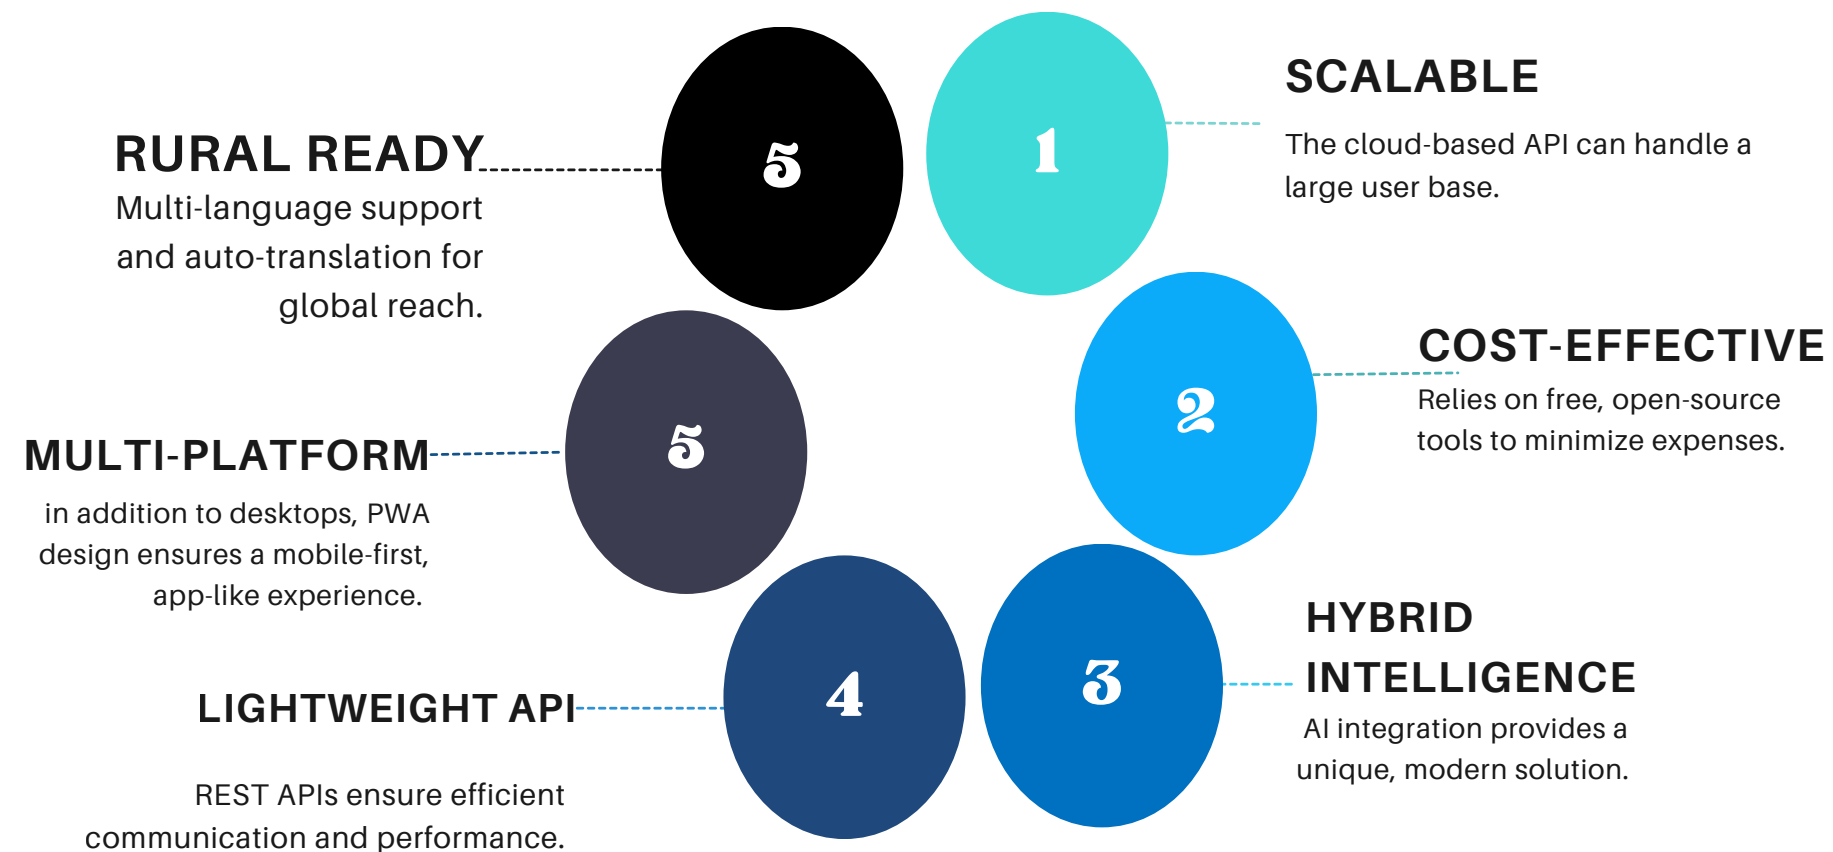 1
SCALABLE
The cloud-based API can handle a
large user base.
2
COST-EFFECTIVE
Relies on free, open-source
tools to minimize expenses.
3
HYBRID
INTELLIGENCE
AI integration provides a
unique, modern solution.
4
LIGHTWEIGHT API
REST APIs ensure efficient
communication and performance.
5
MULTI-PLATFORM
in addition to desktops, PWA
design ensures a mobile-first,
app-like experience.
5
RURAL READY
Multi-language support
and auto-translation for
global reach.